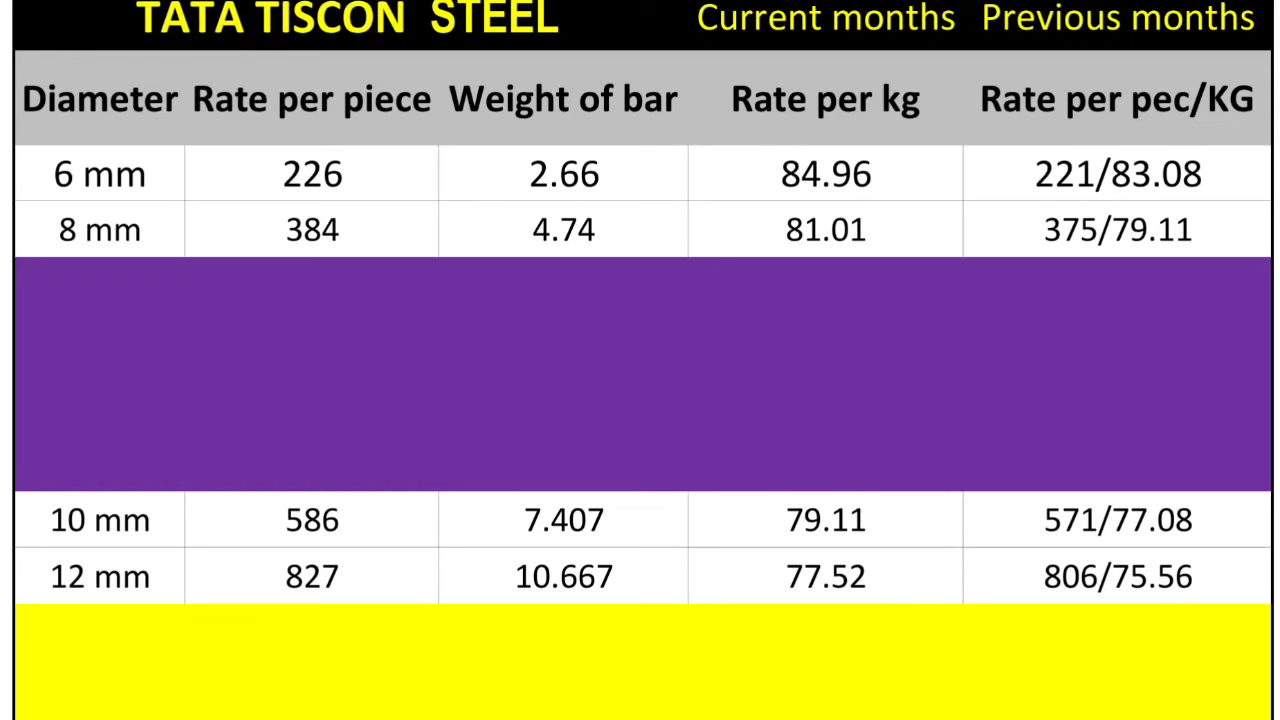 TATA TISCON STEEL Current months Previous months
Diameter Rate per piece Weight of bar Rate per kg Rate per pec/KG
6 mm 226 2.66 84.96 221/83.08
8 mm 384 4.74 81.01 375/79.11
10 mm 586 7.407 79.11 571/77.08
12 mm 827 10.667 77.52 806/75.56